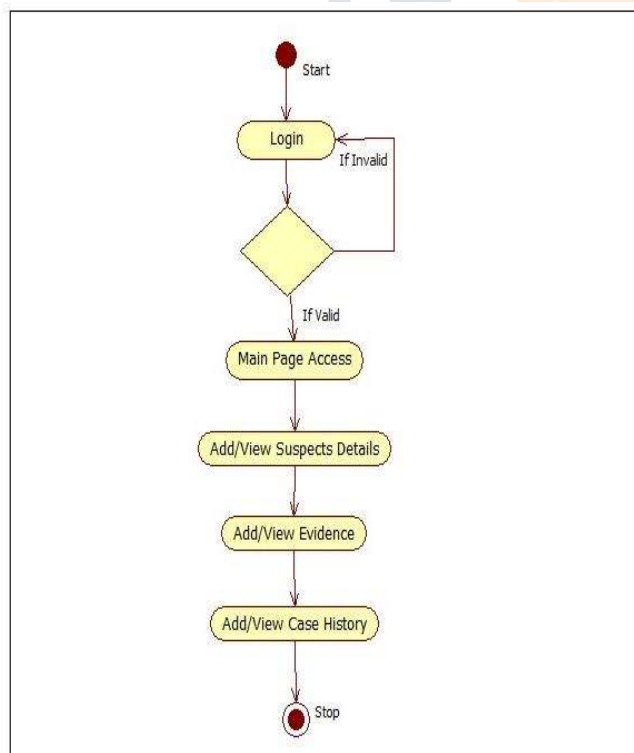 Start
Login
If Invalid
If Valid
Main Page Access
Add/View Suspects Details
Add/View Evidence
Add/View Case History
Stop